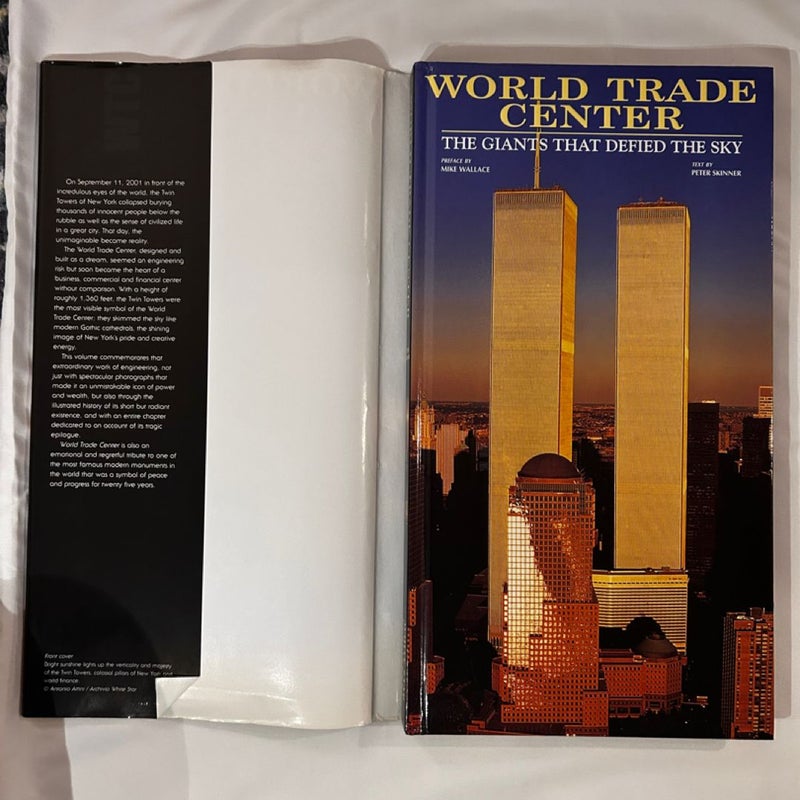 On September 11, 2001 in front of the
incredulous eyes of the world, the Twin
Towers of New York collapsed burying
thousands of innocent people below the
rubble as well as the sense of civilized life
in a great city. That day, the
unimaginable became reality.
The World Trade Center, designed and
built as a dream, seemed an engineering
risk but soon became the heart of a
business, commercial and financial center
without comparison. With a height of
roughly 1,360 feet, the Twin Towers were
the most visible symbol of the World
Trade Center: they skimmed the sky like
modern Gothic cathedrals, the shining
image of New York's pride and creative
energy.
This volume commemorates that
extraordinary work of engineering, not
just with spectacular photographs that
made it an unmistakable icon of power
and wealth, but also through the
illustrated history of its short but radiant
existence, and with an entire chapter
dedicated to an account of its tragic
epilogue.
World Trade Center is also an
emotional and regretful tribute to one of
the most famous modern monuments in
the world that was a symbol of peace
and progress for twenty five years.
Front cover
Bright sunshine lights up the verticality and majesty
of the Twin Towers, colossal pillars of New York and
world finance.
© Antonio Attini / Archivio White Star
WORLD TRADE
CENTER
THE GIANTS THAT DEFIED THE SKY
PREFACE BY
MIKE WALLACE
TEXT BY
PETER SKINNER